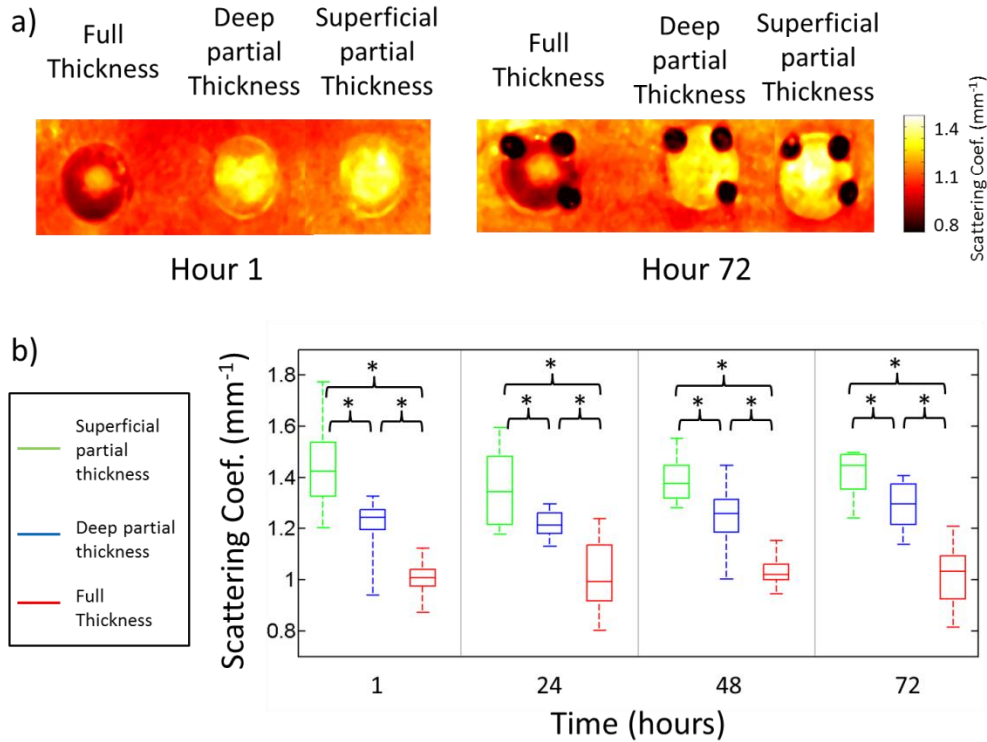 a)
Full
Thickness
Deep
partial
Thickness
Superficial
partial
Thickness
Full
Thickness
Deep
partial
Thickness
Superficial
partial
Thickness
1.4
1.1
0.8
Scattering Coef. (mm⁻¹)
Hour 1
Hour 72
b)
Superficial
partial
thickness
Deep partial
thickness
Full
Thickness
Scattering Coef. (mm⁻¹)
1.8
1.6
1.4
1.2
1
0.8
* * *
* * *
* * *
* * *
1
24
48
72
Time (hours)